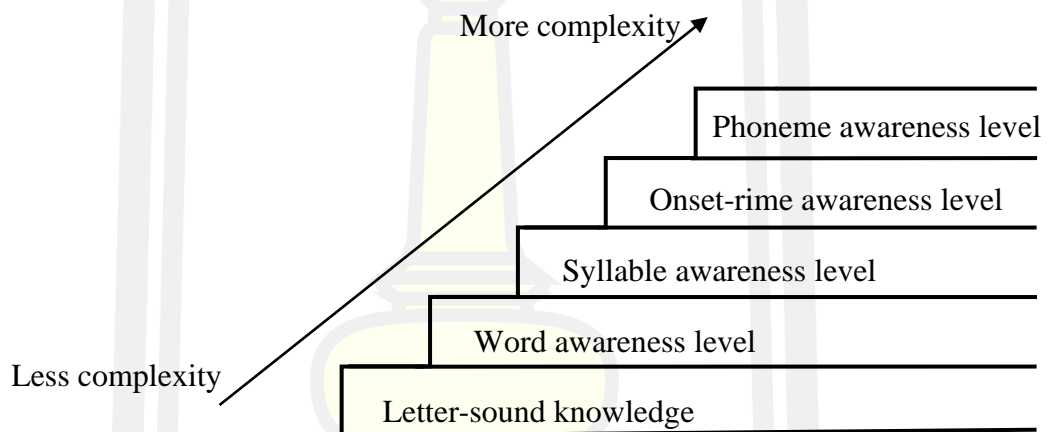 More complexity
Phoneme awareness level
Onset-rime awareness level
Syllable awareness level
Word awareness level
Less complexity
Letter-sound knowledge